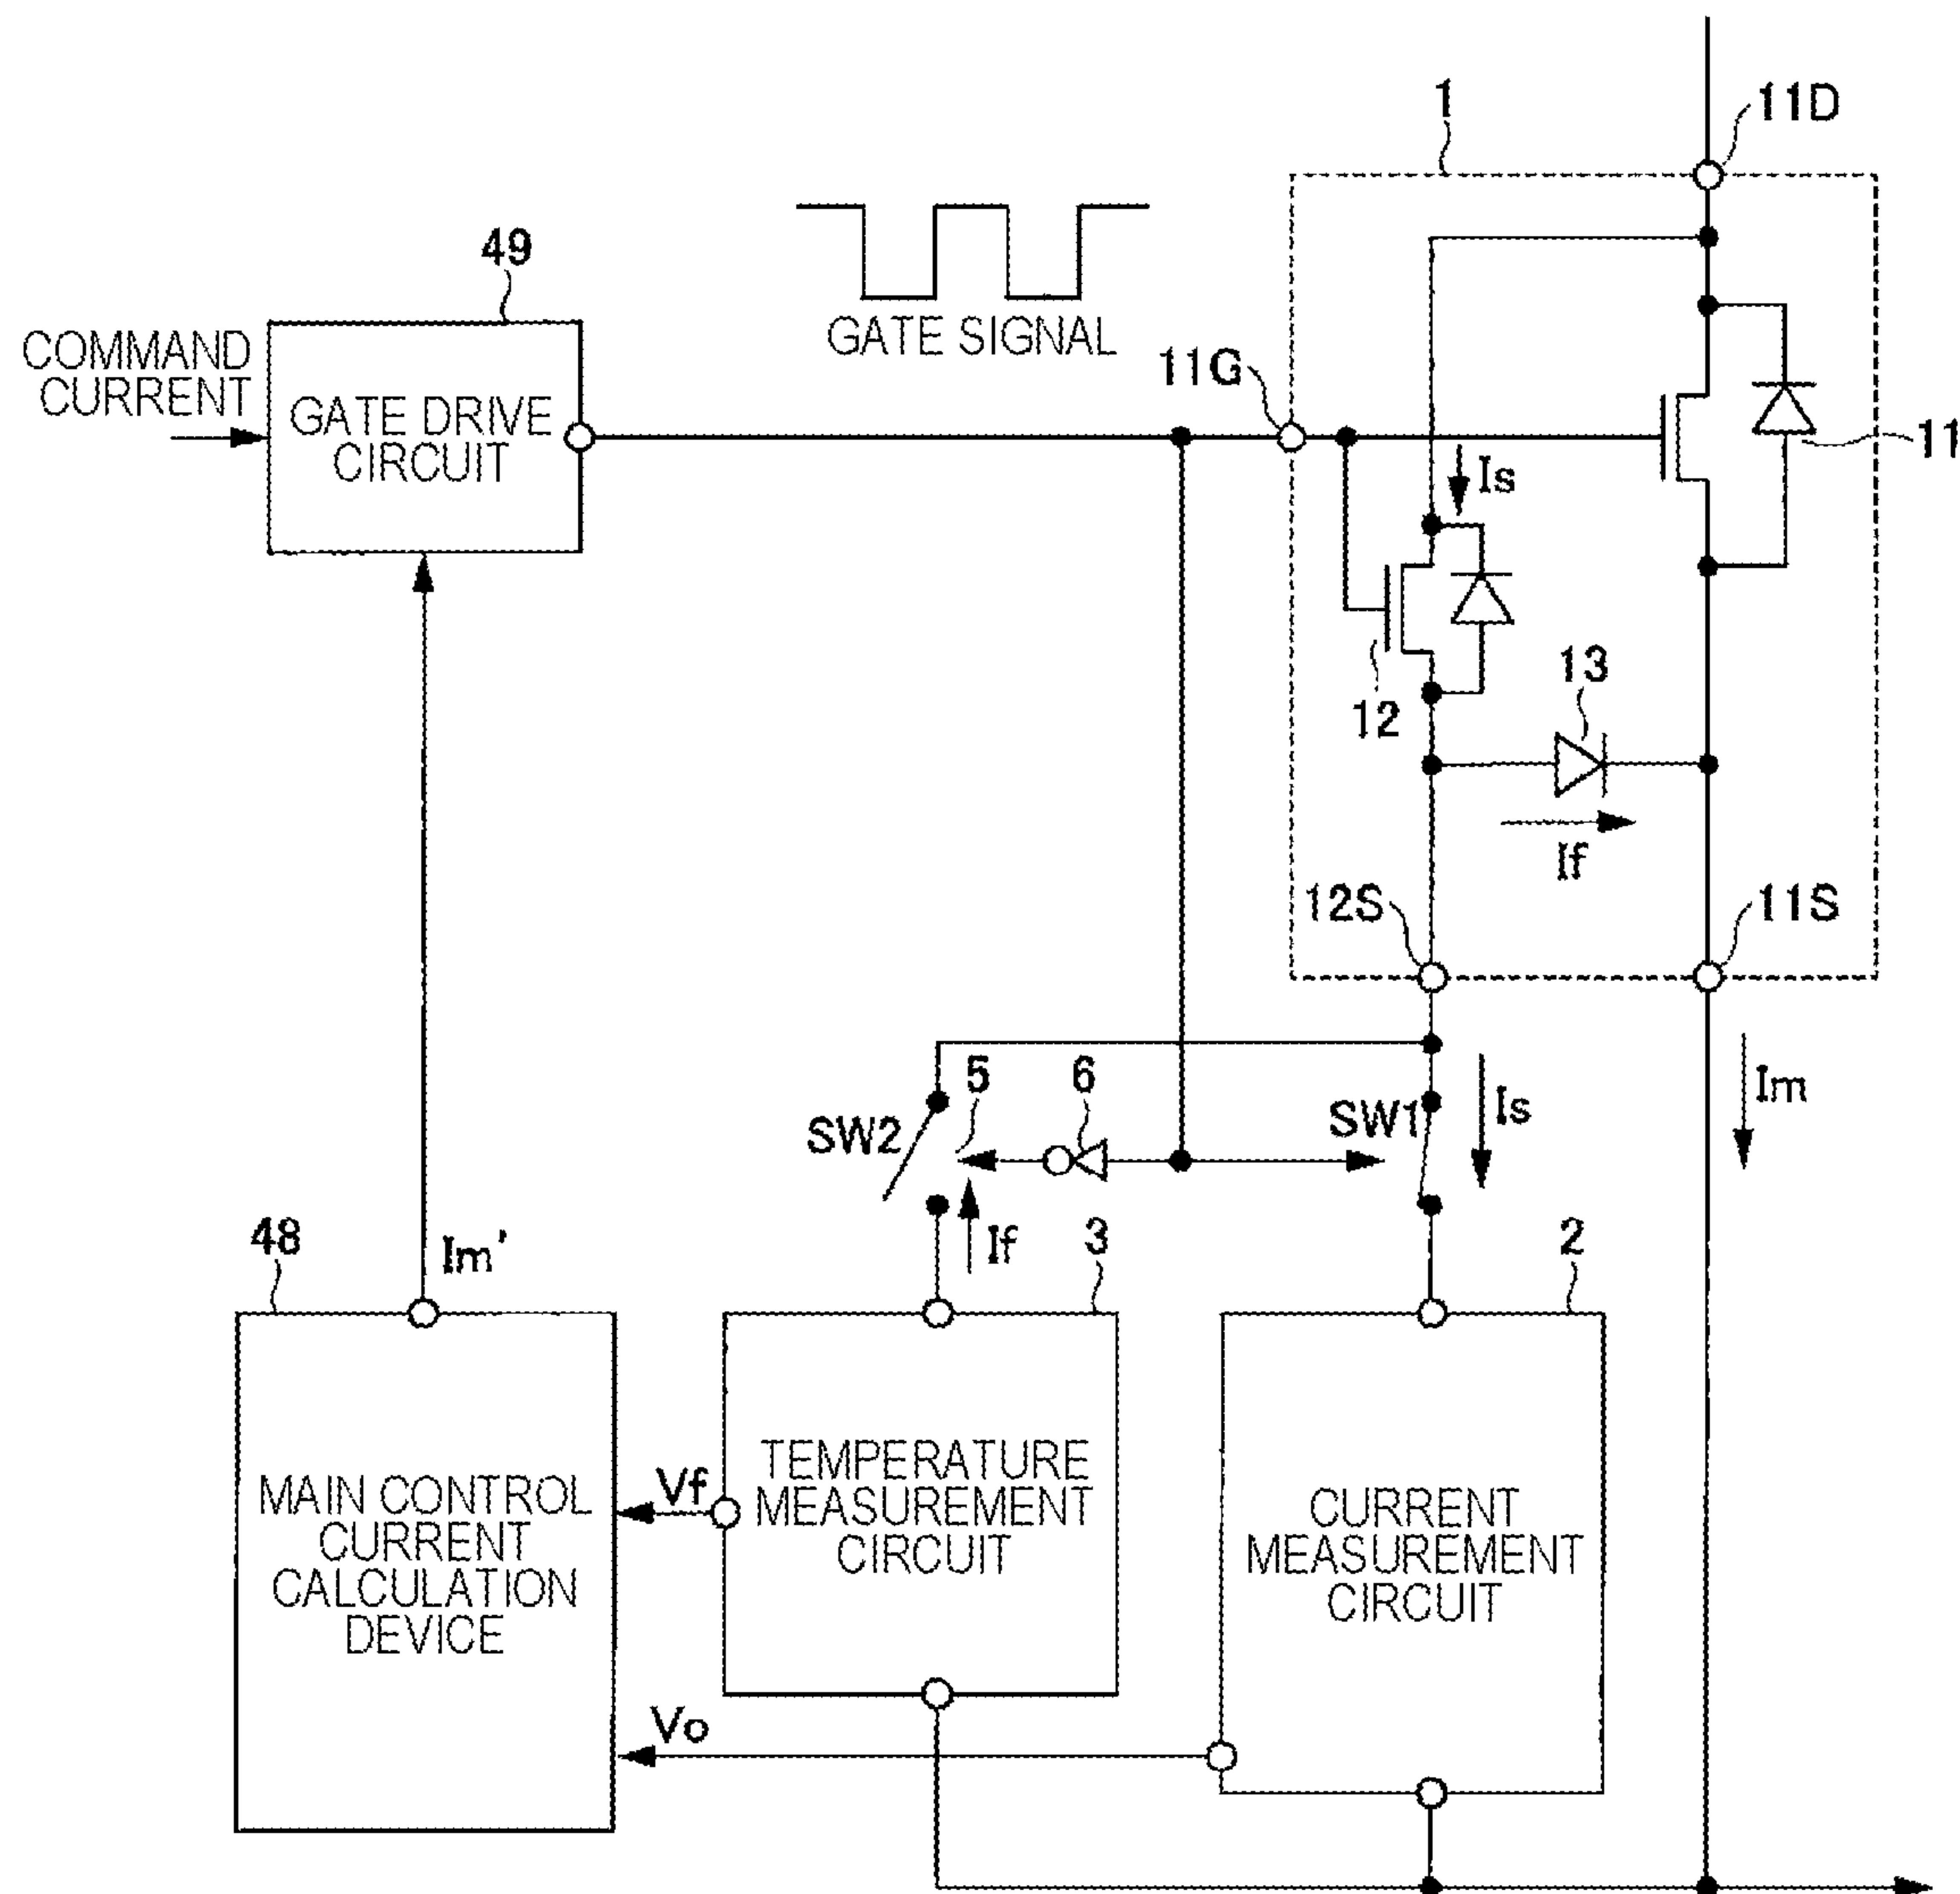 1
11D
49
COMMAND
CURRENT
GATE DRIVE
CIRCUIT
GATE SIGNAL
11G
Is
11
12
13
If
12S
11S
SW2
5
6
SW1
Is
Im
48
Im'
If
3
2
MAIN CONTROL
CURRENT
CALCULATION
DEVICE
Vf
TEMPERATURE
MEASUREMENT
CIRCUIT
CURRENT
MEASUREMENT
CIRCUIT
Vo